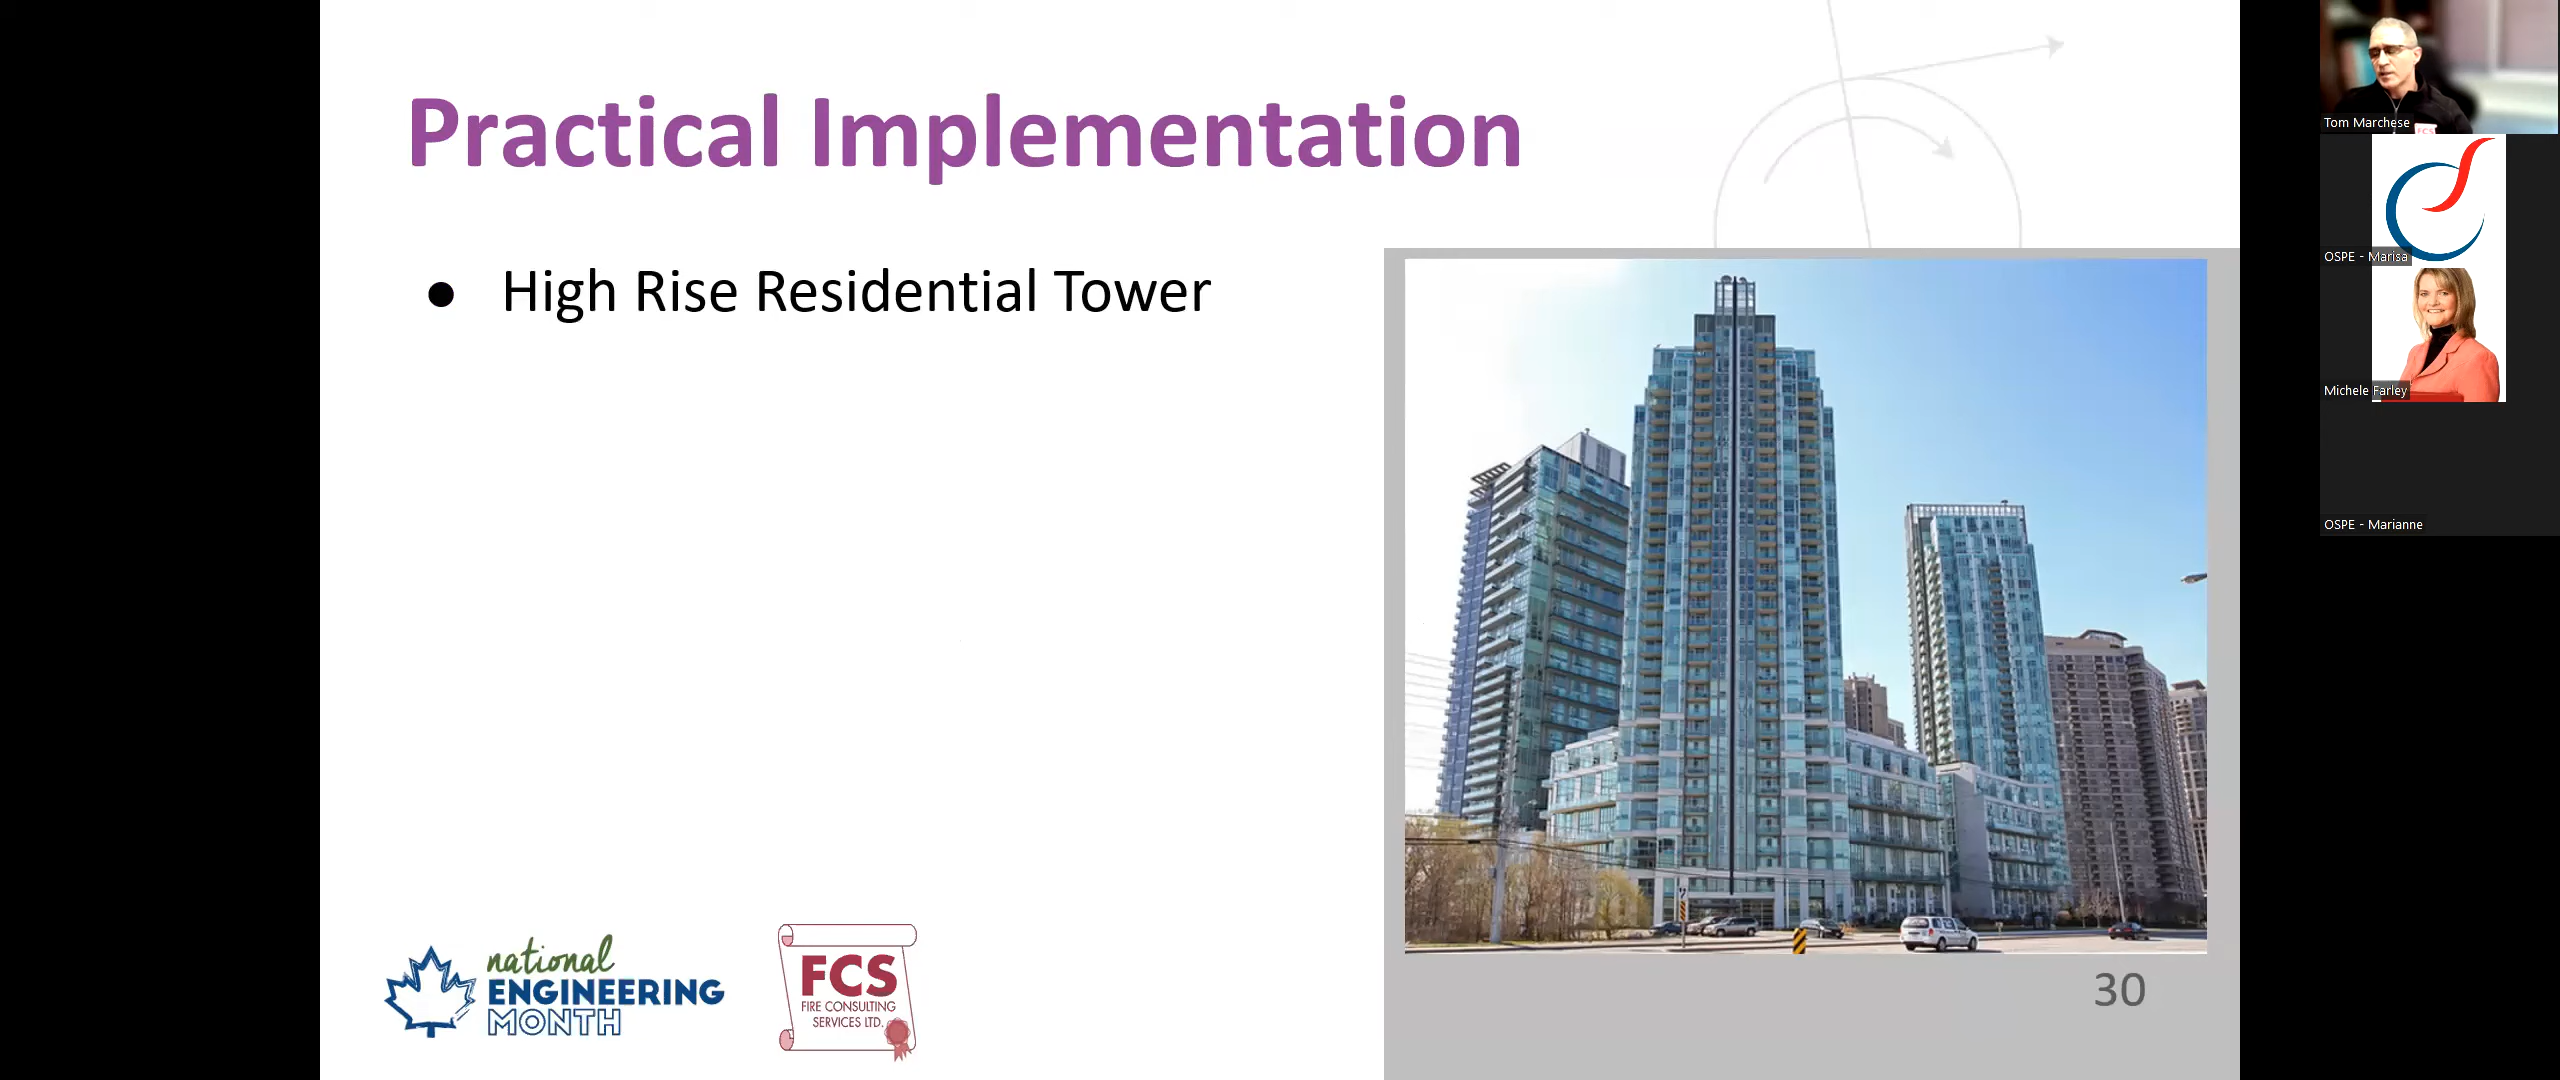 Practical Implementation
● High Rise Residential Tower
national
ENGINEERING
MONTH
FCS
FIRE CONSULTING
SERVICES LTD.
30
Tom Marchese
FCS
OSPE - Marisa
Michele Farley
OSPE - Marianne